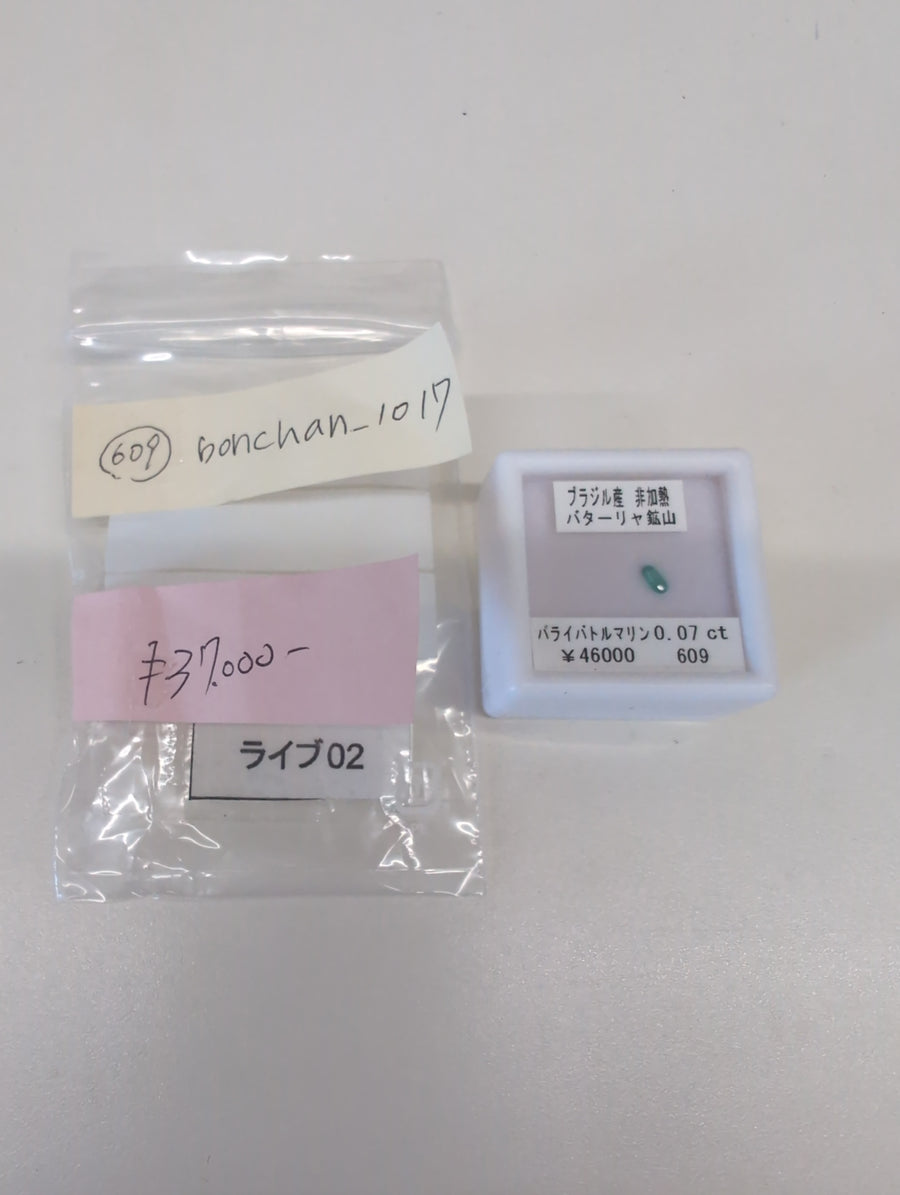 609 bonchan_1017
¥37.000-
ライブ02
ブラジル産 非加熱
バターリャ鉱山
パライバトルマリン0.07 ct
¥46000 609